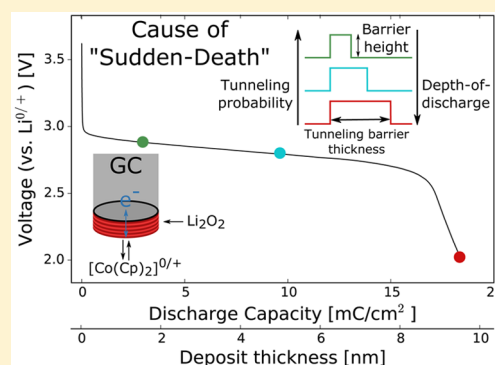 Cause of
"Sudden-Death"
Barrier
height
Tunneling
probability
Depth-of-
discharge
Tunneling barrier
thickness
Voltage (vs. Li⁰/⁺) [V]
3.5
3.0
2.5
2.0
GC
e⁻
Li₂O₂
[Co(Cp)₂]⁰/⁺
0 5 10 15 2
Discharge Capacity [mC/cm²]
0 2 4 6 8 10
Deposit thickness [nm]